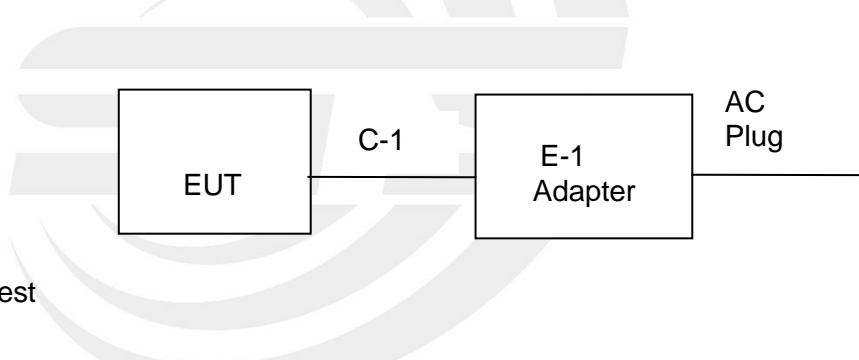 AC
Plug
C-1
E-1
EUT
Adapter
est